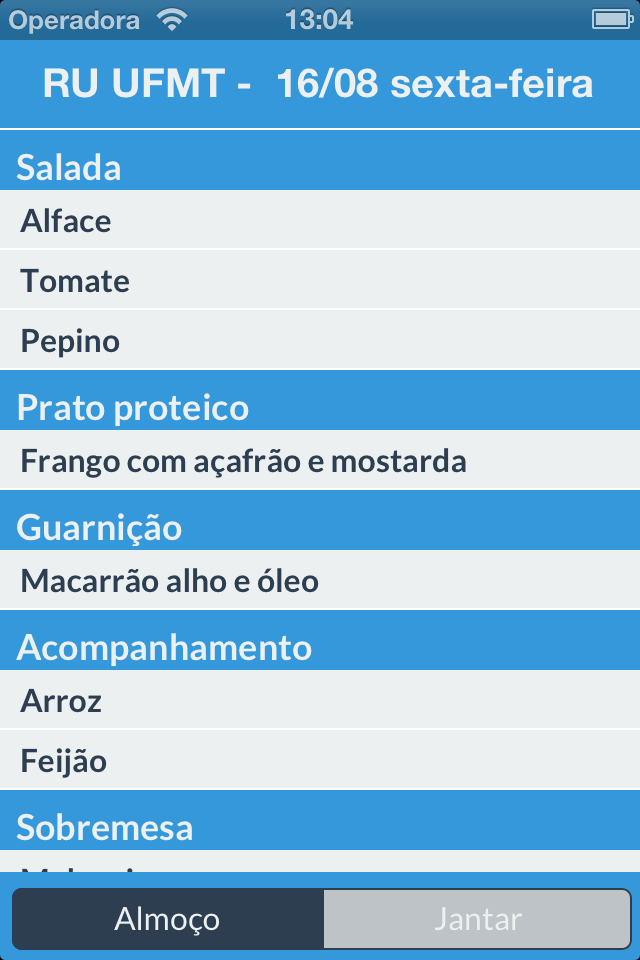 Operadora 13:04
RU UFMT - 16/08 sexta-feira
Salada
Alface
Tomate
Pepino
Prato proteico
Frango com açafrão e mostarda
Guarnição
Macarrão alho e óleo
Acompanhamento
Arroz
Feijão
Sobremesa
Almoço Jantar